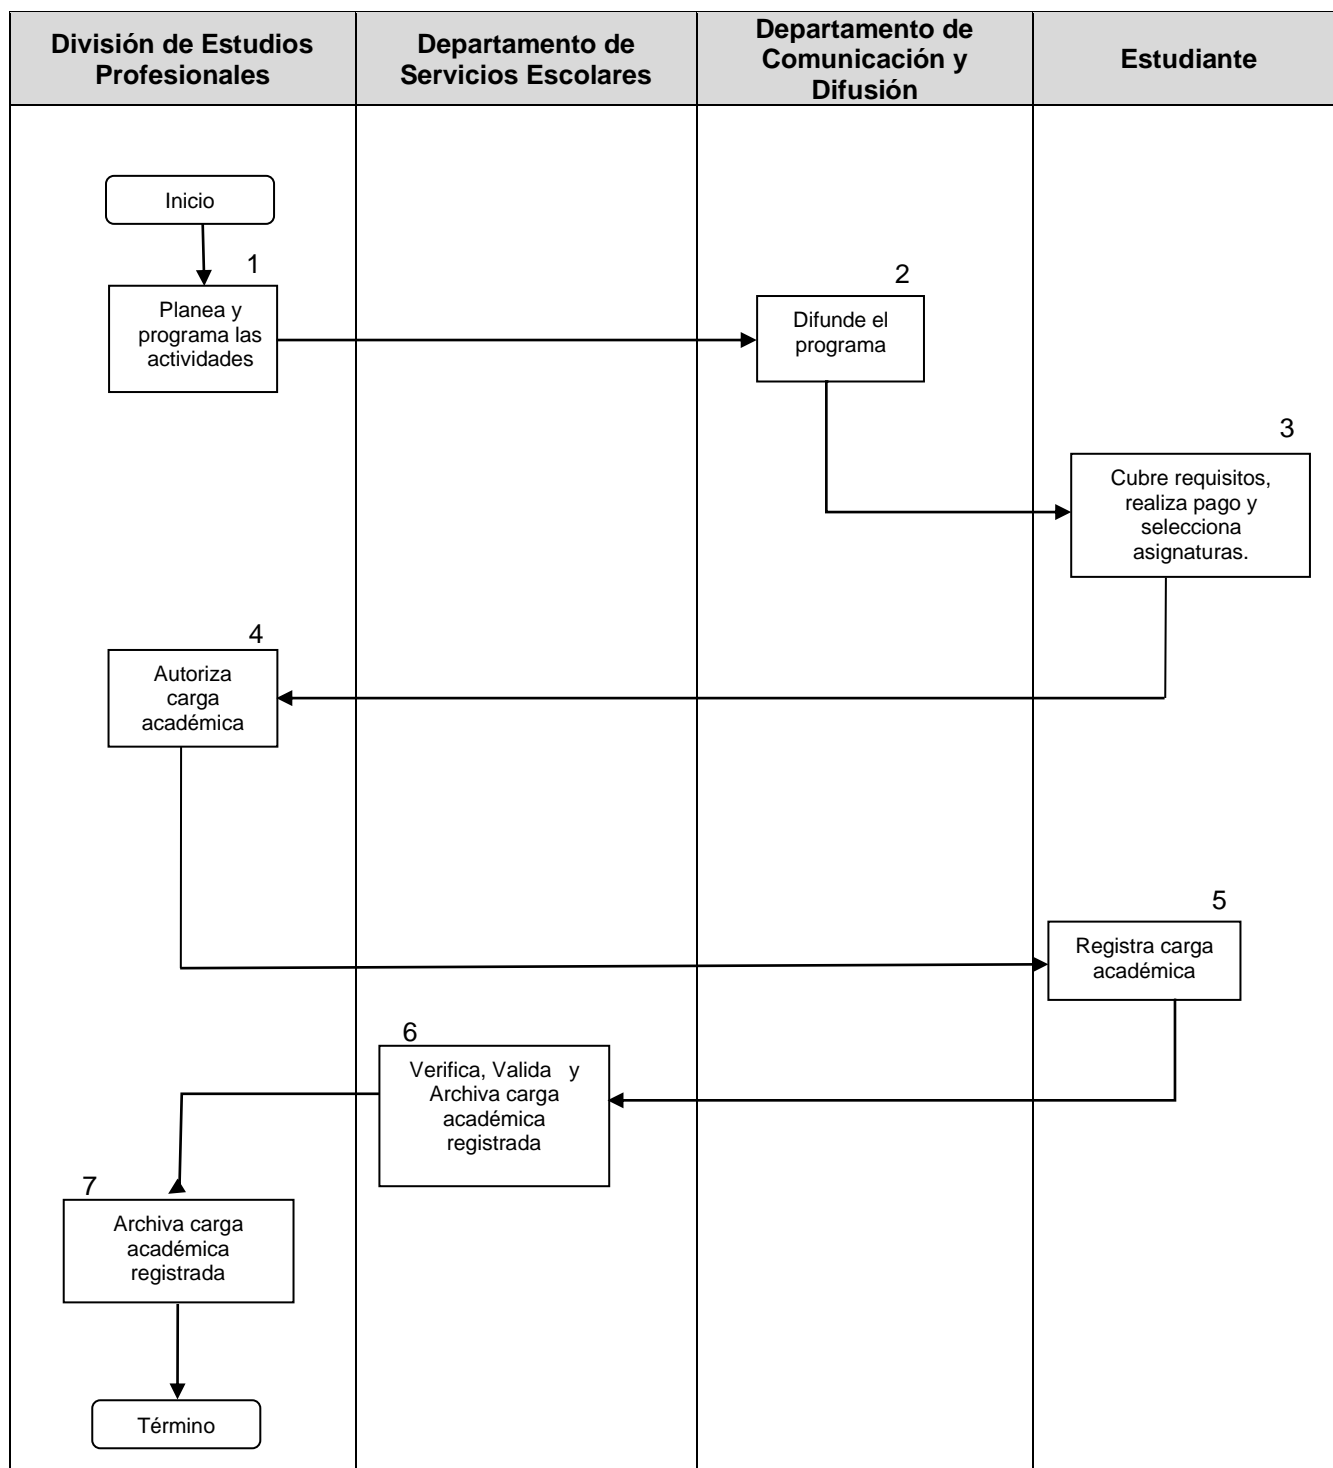 División de Estudios
Profesionales
Departamento de
Servicios Escolares
Departamento de
Comunicación y
Difusión
Estudiante
Inicio
1
Planea y
programa las
actividades
2
Difunde el
programa
3
Cubre requisitos,
realiza pago y
selecciona
asignaturas.
4
Autoriza
carga
académica
5
Registra carga
académica
6
Verifica, Valida y
Archiva carga
académica
registrada
7
Archiva carga
académica
registrada
Término